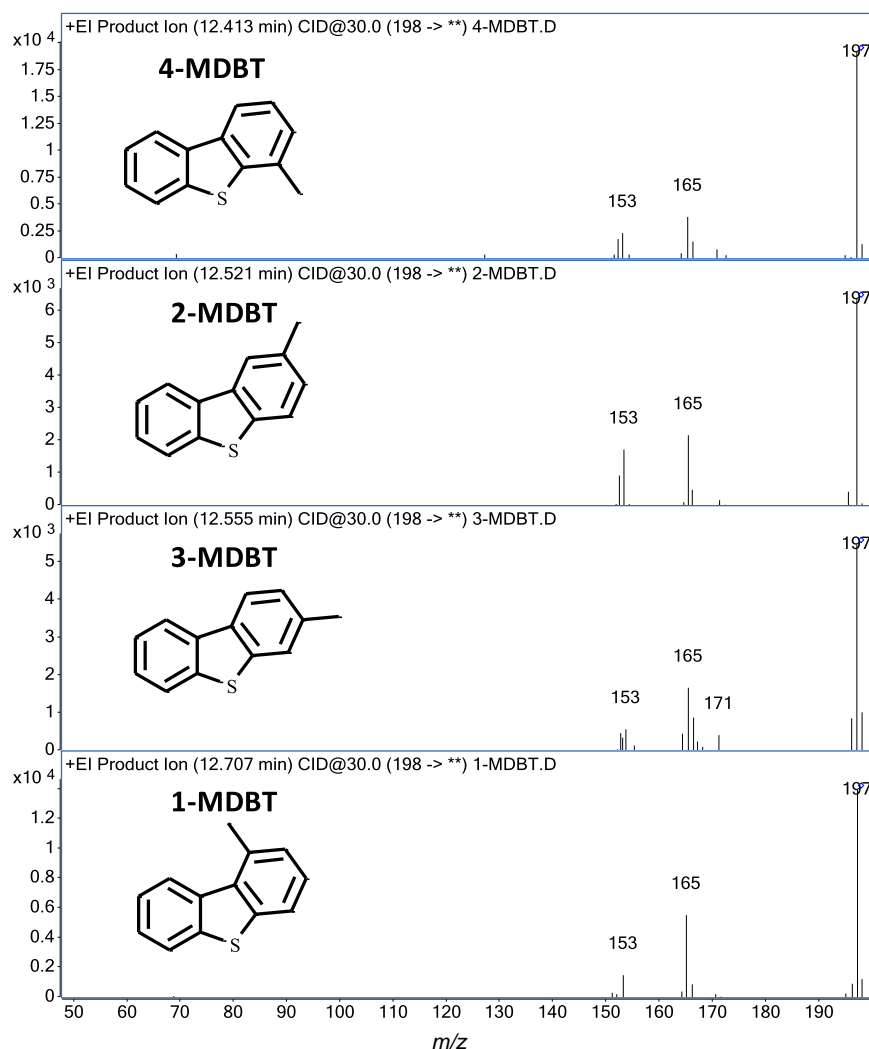 +EI Product Ion (12.413 min) CID@30.0 (198 -> **) 4-MDBT.D
x10 4
197
4-MDBT
1.75
1.5
1.25
1
0.75
0.5
0.25
0
S
153
165
+EI Product Ion (12.521 min) CID@30.0 (198 -> **) 2-MDBT.D
x10 3
197
2-MDBT
6
5
4
3
2
1
0
S
153
165
+EI Product Ion (12.555 min) CID@30.0 (198 -> **) 3-MDBT.D
x10 3
197
3-MDBT
5
4
3
2
1
0
S
153
165
171
+EI Product Ion (12.707 min) CID@30.0 (198 -> **) 1-MDBT.D
x10 4
197
1-MDBT
1.2
1
0.8
0.6
0.4
0.2
0
S
153
165
50 60 70 80 90 100 110 120 130 140 150 160 170 180 190
m/z